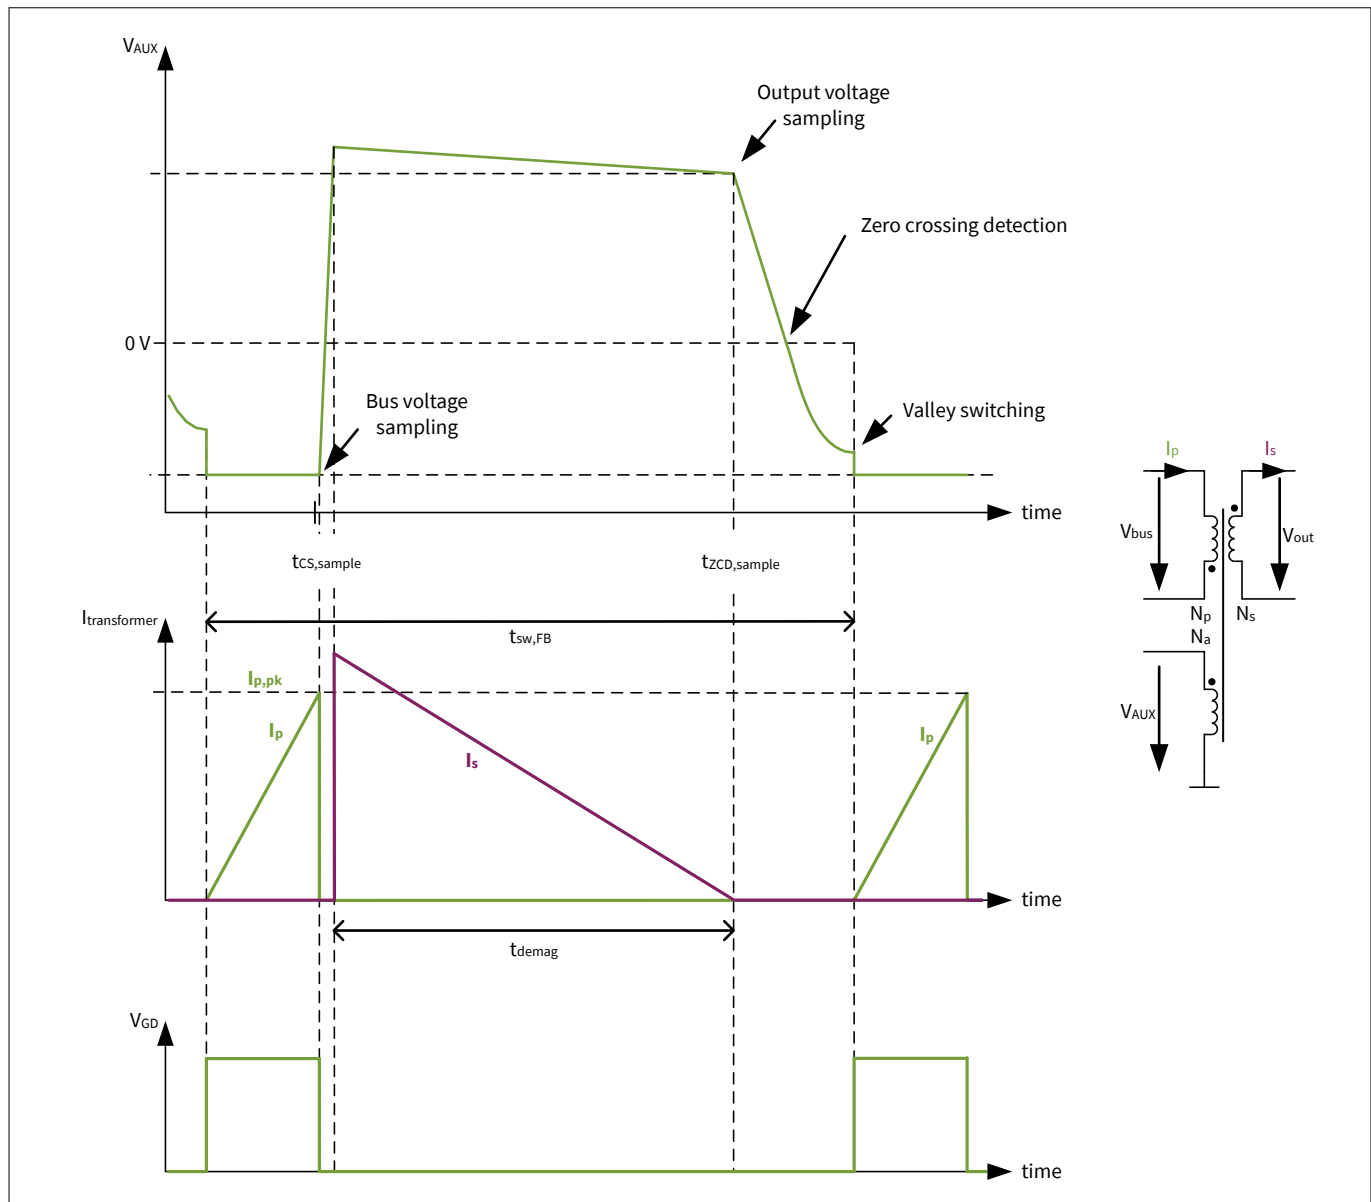 VAUX
Output voltage
sampling
Zero crossing detection
0 V
Bus voltage
sampling
Valley switching
time
tCS,sample
tZCD,sample
Itransformer
tsw,FB
Ip,pk
Ip
Is
Ip
time
tdemag
VGD
time
Ip
Is
Vbus
Vout
Np
Ns
Na
VAUX